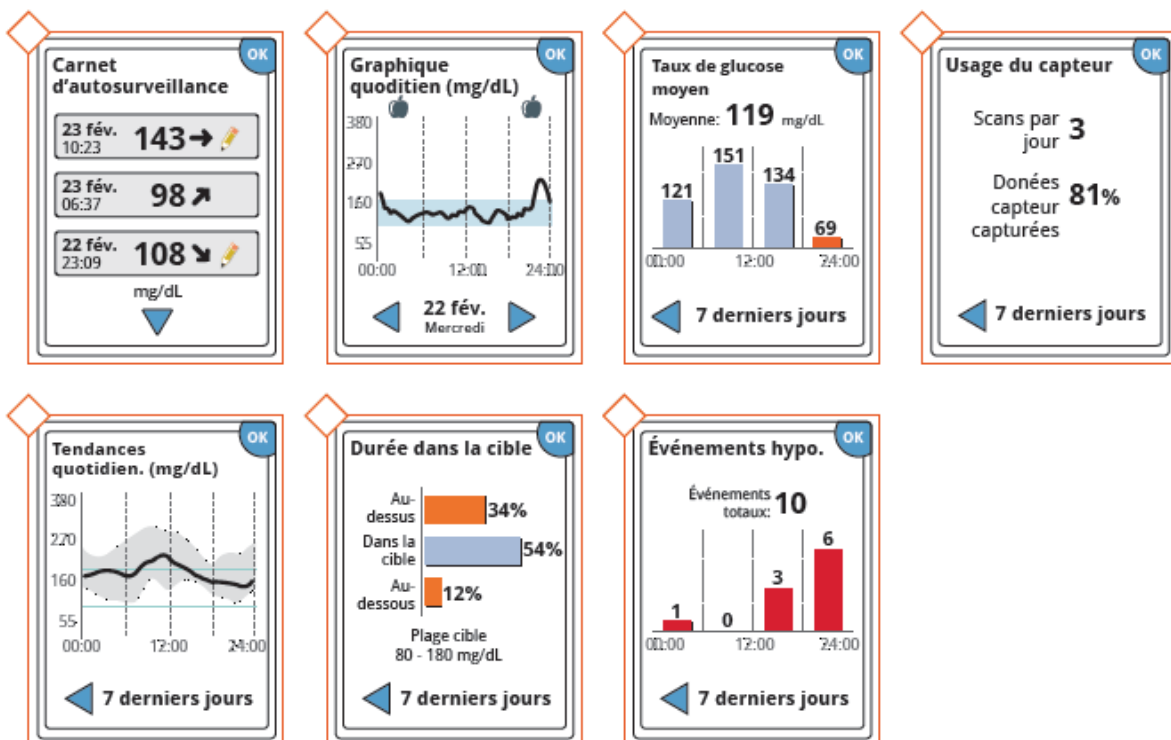 OK
Carnet
d'autosurveillance
23 fév.
10:23
143
23 fév.
06:37
98
22 fév.
23:09
108
mg/dL
OK
Graphique
quoditien (mg/dL)
380
270
160
55
00:00
12:00
24:00
22 fév.
Mercredi
OK
Taux de glucose
moyen
Moyenne: 119 mg/dL
121
151
134
69
00:00
12:00
24:00
7 derniers jours
OK
Usage du capteur
Scans par
jour
3
Donées
capteur
capturées
81%
7 derniers jours
OK
Tendances
quotidien. (mg/dL)
270
160
55
00:00
12:00
24:00
7 derniers jours
OK
Durée dans la cible
Au-
dessus
34%
Dans la
cible
54%
Au-
dessous
12%
Plage cible
80 - 180 mg/dL
7 derniers jours
OK
Événements hypo.
Événements
totaux:
10
1
0
3
6
00:00
12:00
24:00
7 derniers jours